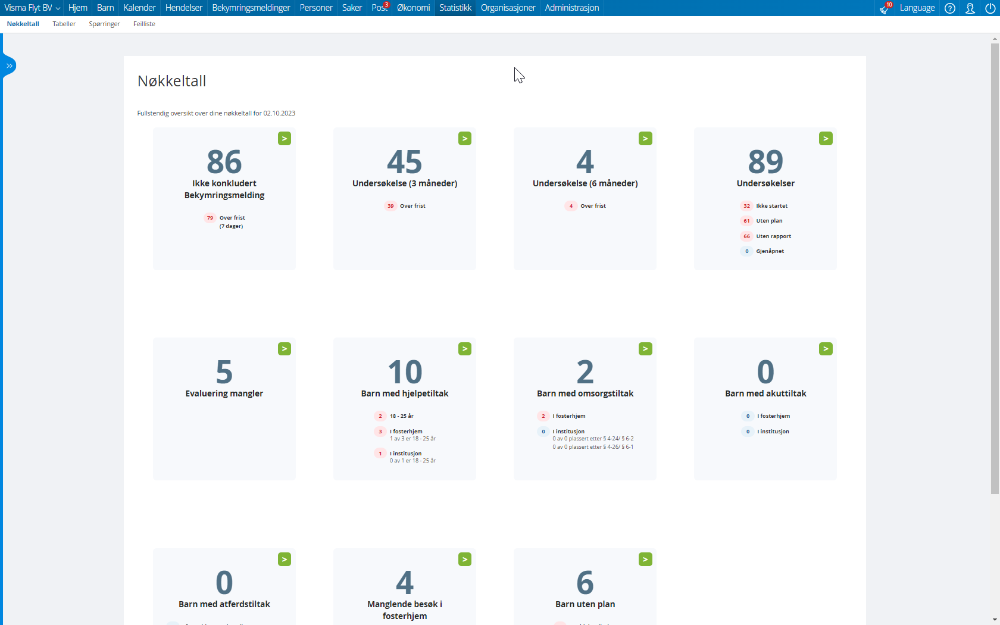 Visma Flyt BV Hjem Barn Kalender Hendelser Bekymringsmeldinger Personer Saker Post 3 Økonomi Statistikk Organisasjoner Administrasjon 10 Language ?
Nøkkeltall Tabeller Spørringer Feilliste
»
Nøkkeltall
Fullstendig oversikt over dine nøkkeltall for 02.10.2023
>
86
Ikke konkludert
Bekymringsmelding
79 Over frist
(7 dager)
>
45
Undersøkelse (3 måneder)
39 Over frist
>
4
Undersøkelse (6 måneder)
4 Over frist
>
89
Undersøkelser
32 Ikke startet
61 Uten plan
66 Uten rapport
0 Gjenåpnet
>
5
Evaluering mangler
>
10
Barn med hjelpetiltak
2 18 - 25 år
3 I fosterhjem
1 av 3 er 18 - 25 år
1 I institusjon
0 av 1 er 18 - 25 år
>
2
Barn med omsorgstiltak
2 I fosterhjem
0 I institusjon
0 av 0 plassert etter § 4-24/ § 6-2
0 av 0 plassert etter § 4-26/ § 6-1
>
0
Barn med akuttiltak
0 I fosterhjem
0 I institusjon
>
0
Barn med atferdstiltak
>
4
Manglende besøk i
fosterhjem
>
6
Barn uten plan